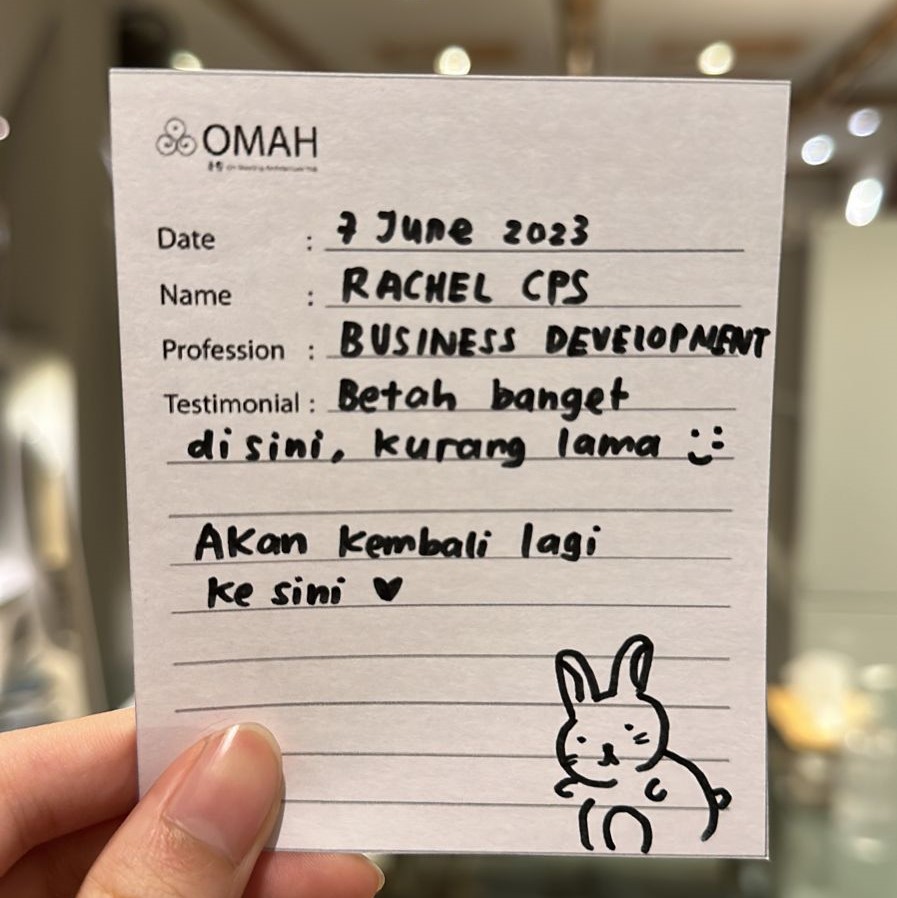 OMAH
Date : 7 June 2023
Name : RACHEL CPS
Profession : BUSINESS DEVELOPMENT
Testimonial : Betah banget
disini, kurang lama
Akan kembali lagi
ke sini ♥